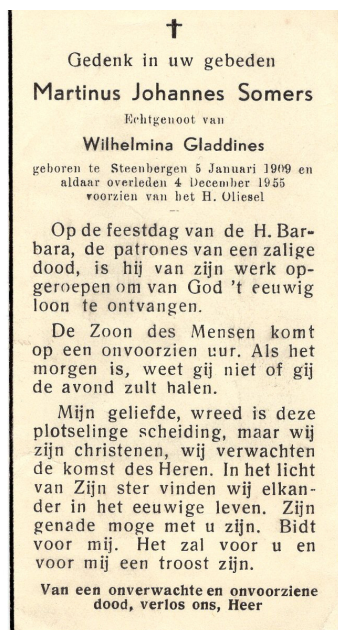 Gedenk in uw gebeden
Martinus Johannes Somers
Echtgenoot van
Wilhelmina Gladdines
geboren te Steenbergen 5 Januari 1909 en
aldaar overleden 4 December 1955
voorzien van het H. Oliesel
Op de feestdag van de H. Bar-
bara, de patrones van een zalige
dood, is hij van zijn werk op-
geroepen om van God 't eeuwig
loon te ontvangen.
De Zoon des Mensen komt
op een onvoorzien uur. Als het
morgen is, weet gij niet of gij
de avond zult halen.
Mijn geliefde, wreed is deze
plotselinge scheiding, maar wij
zijn christenen, wij verwachten
de komst des Heren. In het licht
van Zijn ster vinden wij elkan-
der in het eeuwige leven. Zijn
genade moge met u zijn. Bidt
voor mij. Het zal voor u en
voor mij een troost zijn.
Van een onverwachte en onvoorziene
dood, verlos ons, Heer